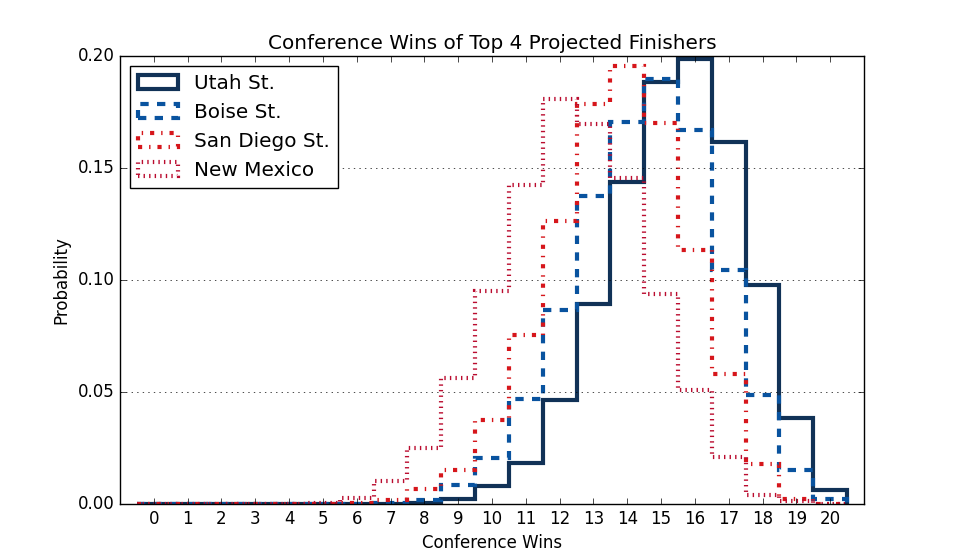 Conference Wins of Top 4 Projected Finishers
Utah St.
Boise St.
San Diego St.
New Mexico
Probability
0.20
0.15
0.10
0.05
0.00
0 1 2 3 4 5 6 7 8 9 10 11 12 13 14 15 16 17 18 19 20
Conference Wins